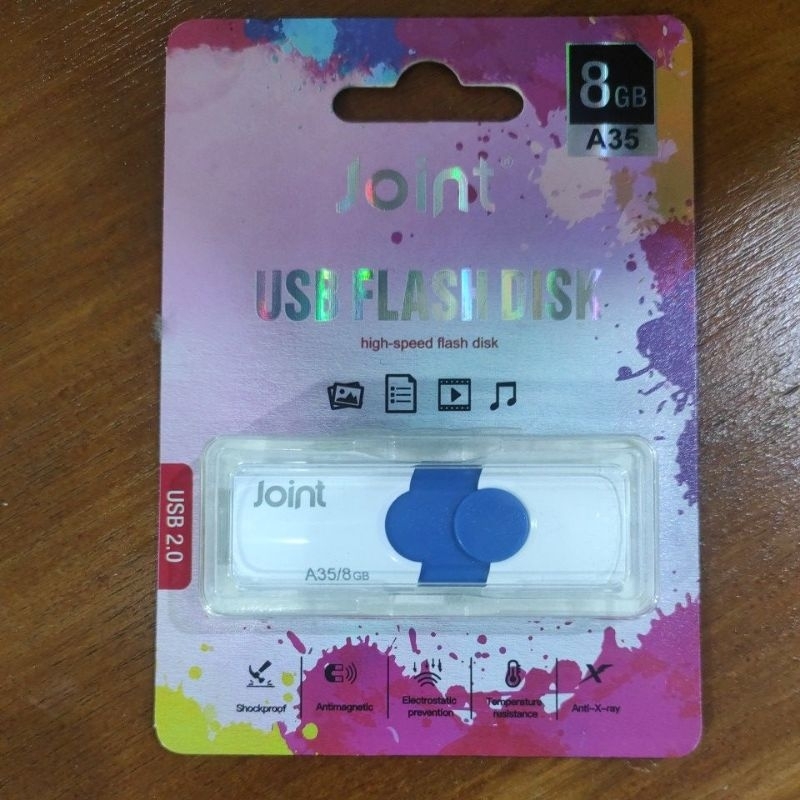 8GB
A35
Joint®
USB FLASH DISK
high-speed flash disk
USB 2.0
Joint
A35/8GB
Shockproof
Antimagnetic
Electrostatic
prevention
Temperature
resistance
Anti-X-ray